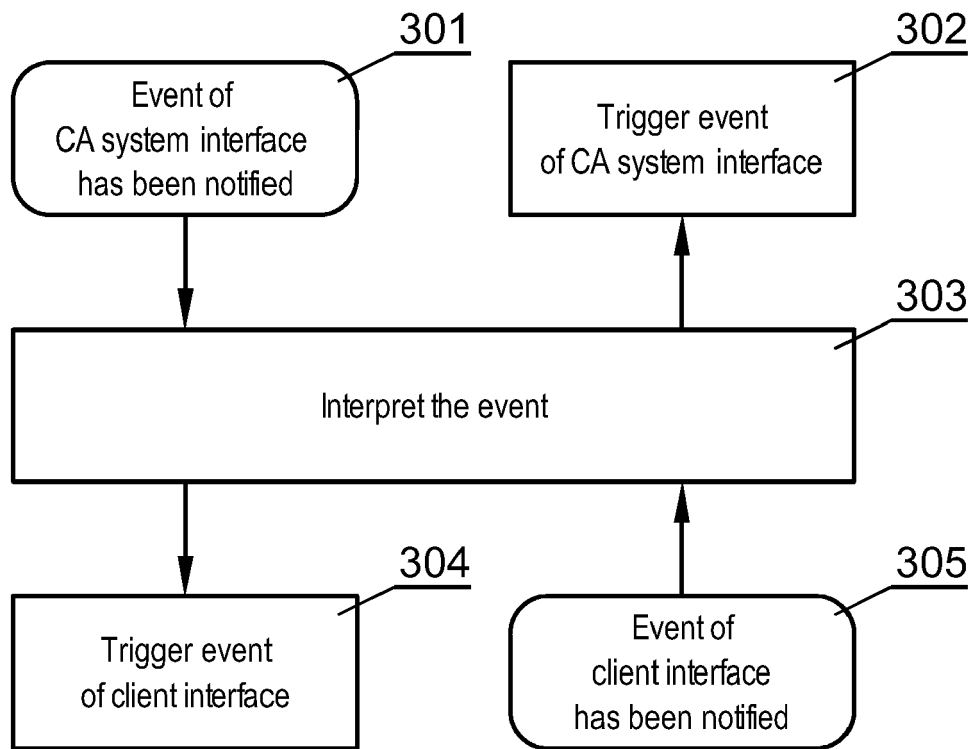 301
Event of
CA system interface
has been notified
302
Trigger event
of CA system interface
303
Interpret the event
304
Trigger event
of client interface
305
Event of
client interface
has been notified